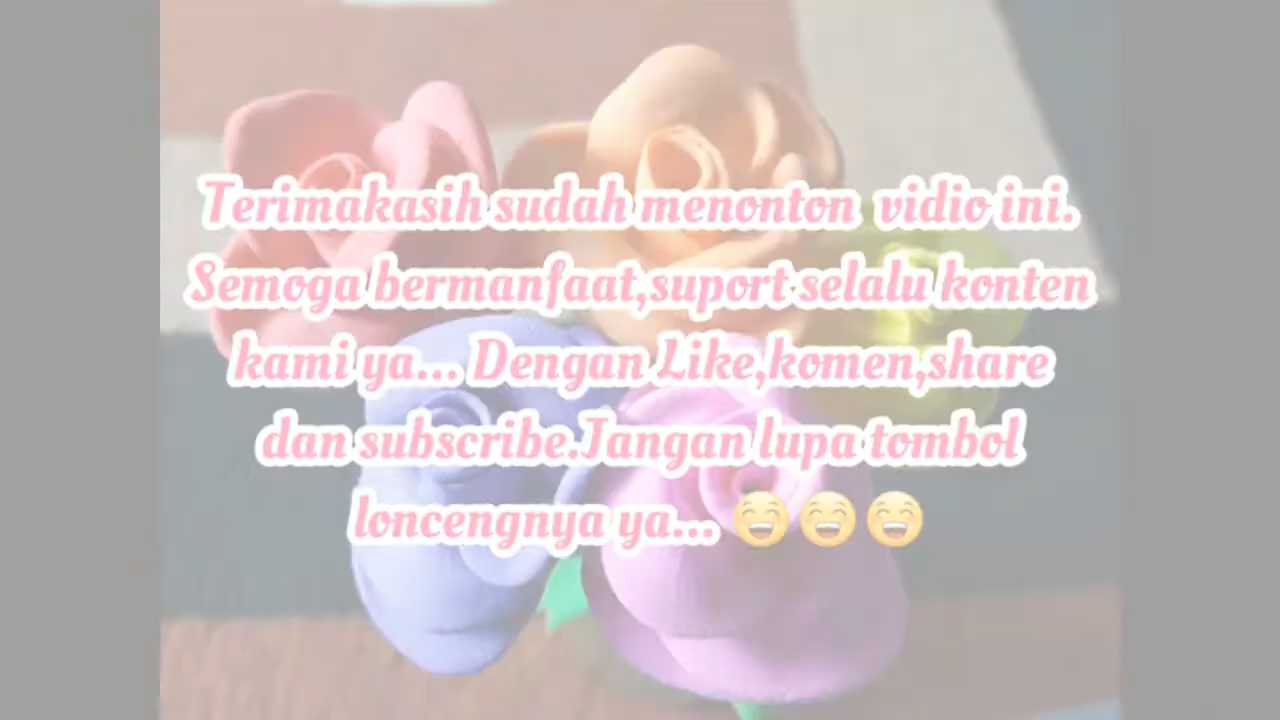 Terimakasih sudah menonton vidio ini.
Semoga bermanfaat,suport selalu konten
kami ya... Dengan Like,komen,share
dan subscribe.Jangan lupa tombol
loncengnya ya... 😁😁😁